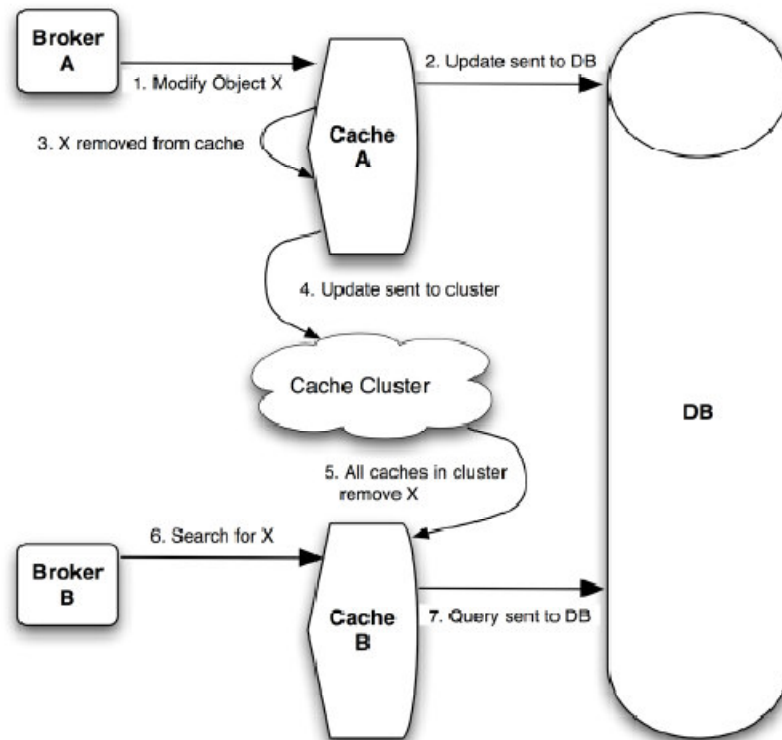 Broker
A
1. Modify Object X
2. Update sent to DB
3. X removed from cache
Cache
A
4. Update sent to cluster
Cache Cluster
DB
5. All caches in cluster
remove X
6. Search for X
Broker
B
Cache
B
7. Query sent to DB